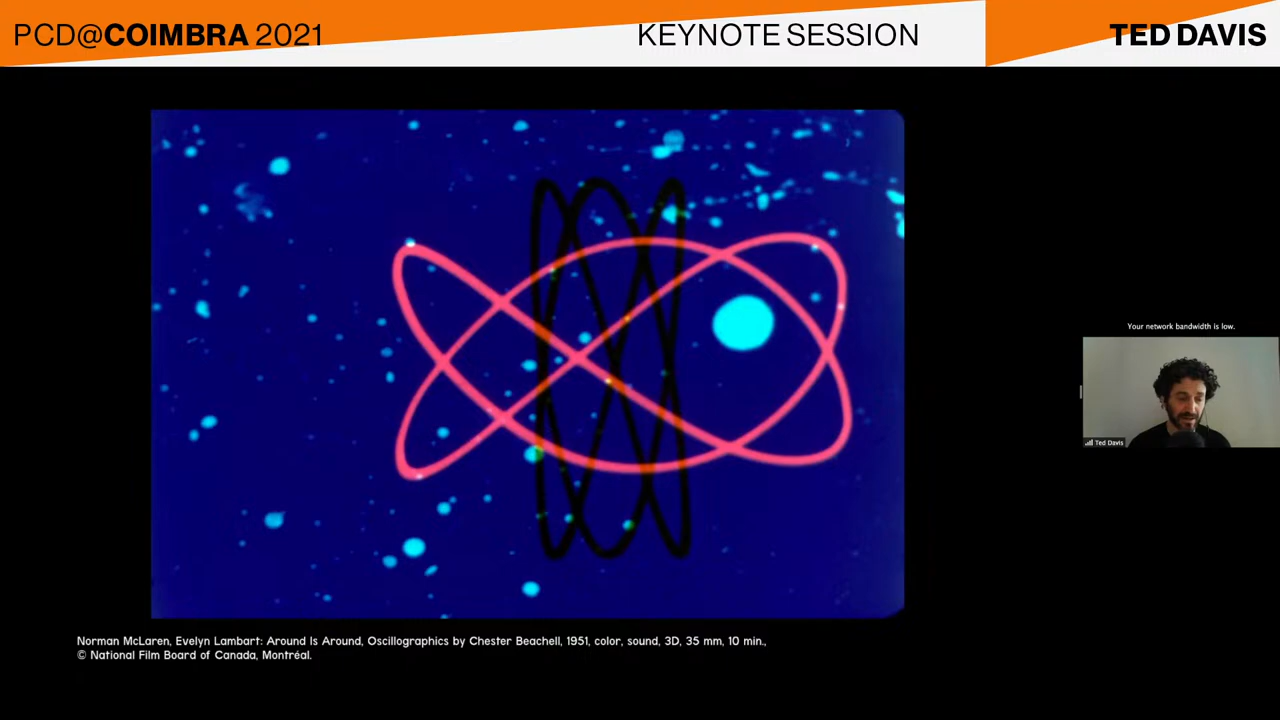 PCD@COIMBRA 2021
KEYNOTE SESSION
TED DAVIS
Your network bandwidth is low.
Ted Davis
Norman McLaren, Evelyn Lambart: Around Is Around, Oscillographics by Chester Beachell, 1951, color, sound, 3D, 35 mm, 10 min.,
© National Film Board of Canada, Montréal.